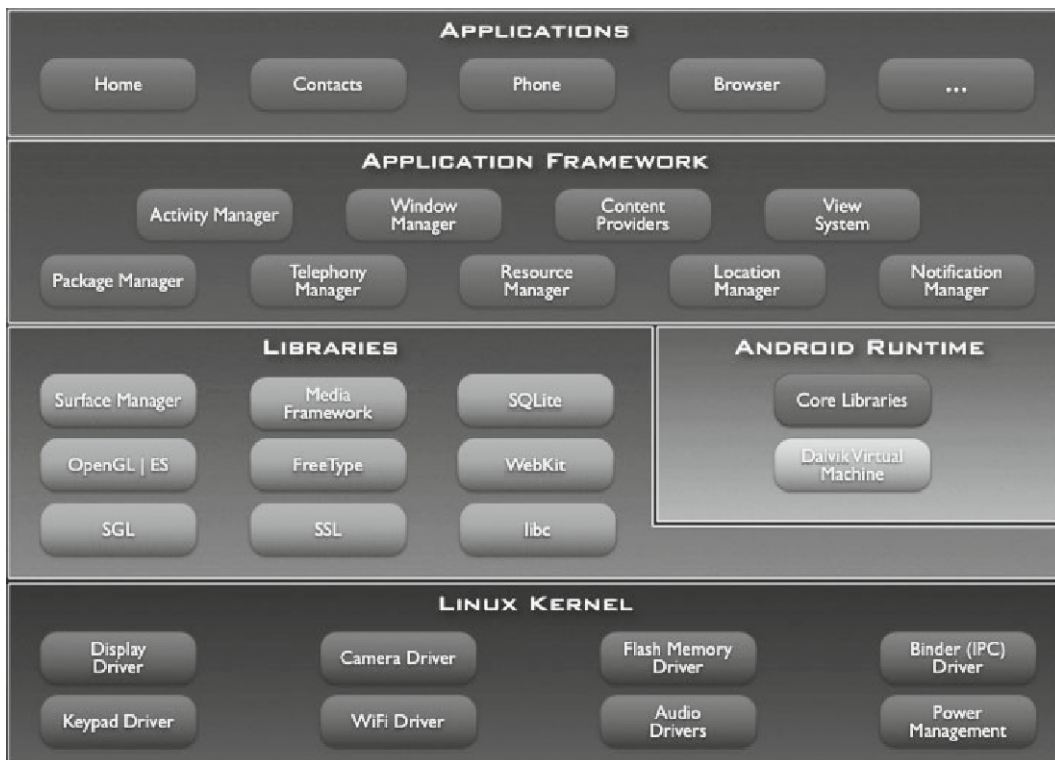 APPLICATIONS
Home
Contacts
Phone
Browser
...
APPLICATION FRAMEWORK
Activity Manager
Window
Manager
Content
Providers
View
System
Package Manager
Telephony
Manager
Resource
Manager
Location
Manager
Notification
Manager
LIBRARIES
Surface Manager
Media
Framework
SQLite
OpenGL | ES
FreeType
WebKit
SGL
SSL
libc
ANDROID RUNTIME
Core Libraries
Dalvik Virtual
Machine
LINUX KERNEL
Display
Driver
Camera Driver
Flash Memory
Driver
Binder (IPC)
Driver
Keypad Driver
WiFi Driver
Audio
Drivers
Power
Management